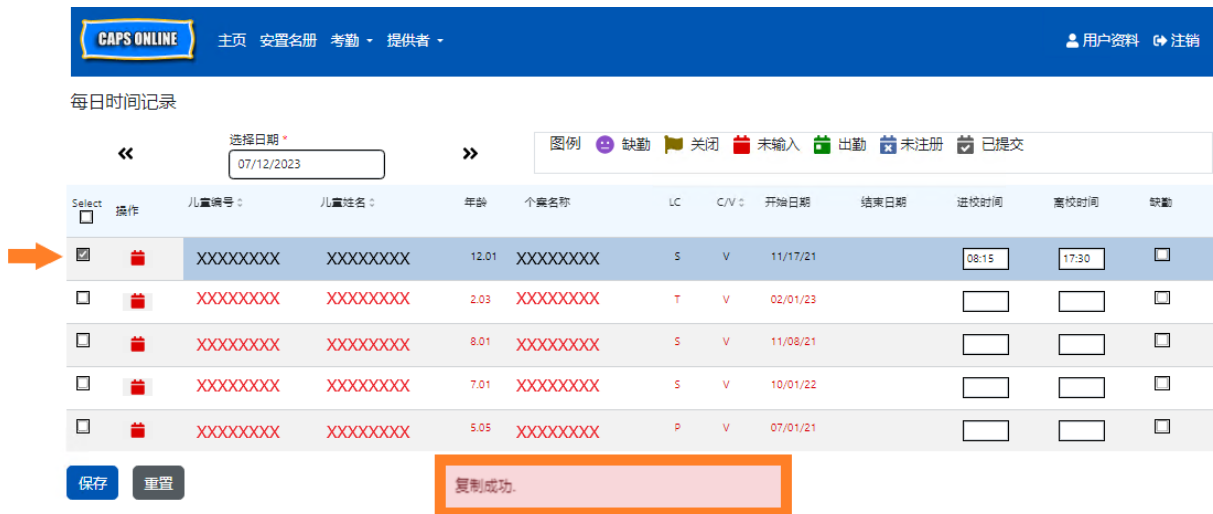 CAPS ONLINE 主页 安置名册 考勤 提供者 用户资料 注销
每日时间记录
选择日期 *
07/12/2023
图例 缺勤 关闭 未输入 出勤 未注册 已提交
Select 操作 儿童编号 儿童姓名 年龄 个案名称 LC C/V 开始日期 结束日期 进校时间 离校时间 缺勤
XXXXXXXX XXXXXXXX 12.01 XXXXXXXX S V 11/17/21 08:15 17:30
XXXXXXXX XXXXXXXX 2.03 XXXXXXXX T V 02/01/23
XXXXXXXX XXXXXXXX 8.01 XXXXXXXX S V 11/08/21
XXXXXXXX XXXXXXXX 7.01 XXXXXXXX S V 10/01/22
XXXXXXXX XXXXXXXX 5.05 XXXXXXXX P V 07/01/21
保存 重置
复制成功.